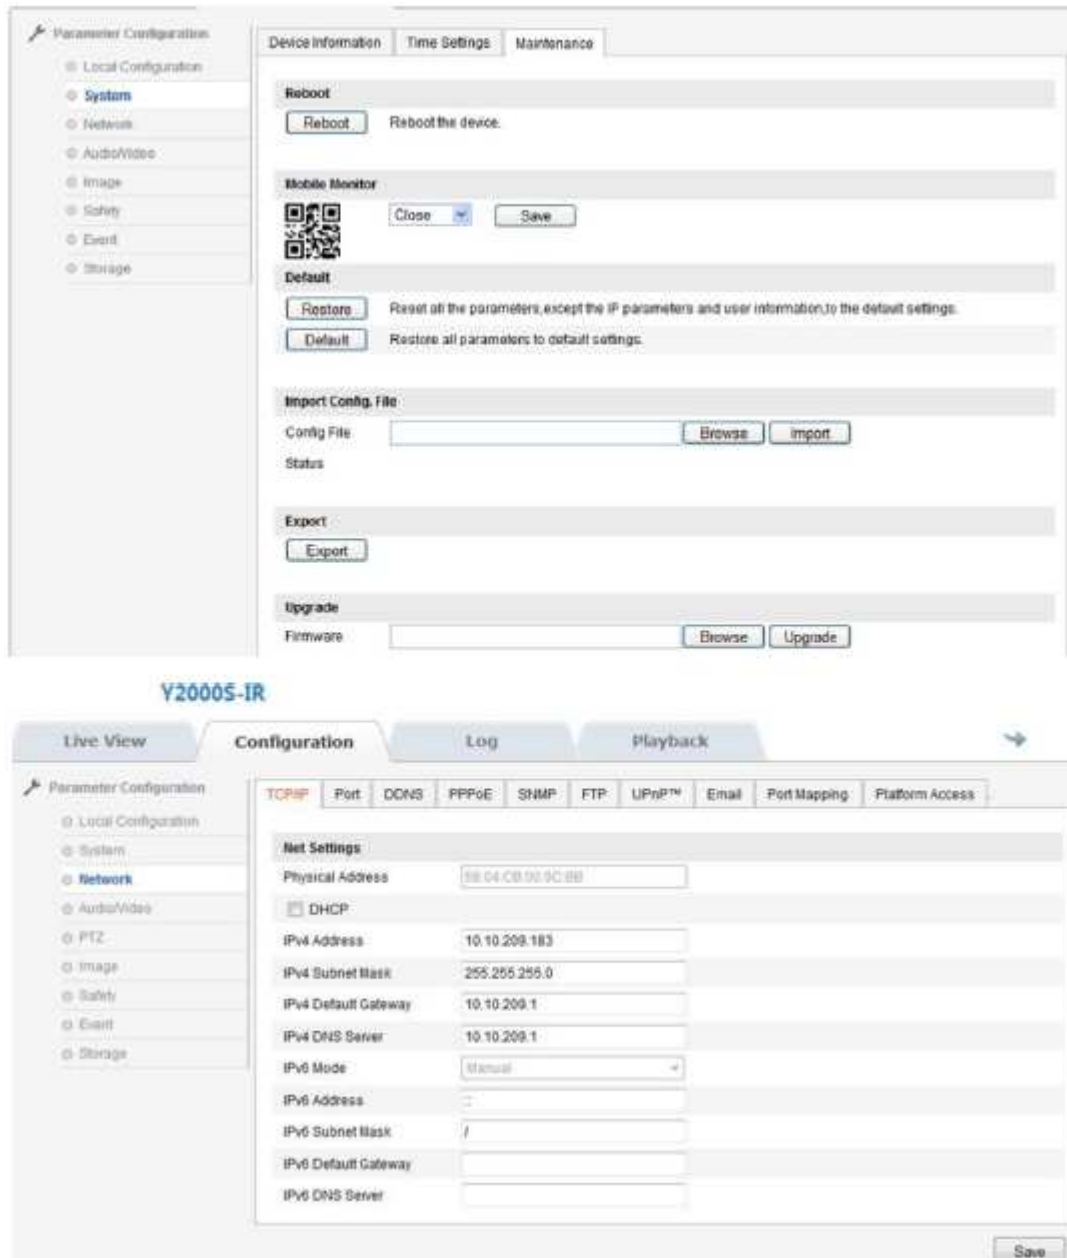 Parameter Configuration
Local Configuration
System
Network
Audio/Video
Image
Safety
Event
Storage
Device Information Time Settings Maintenance
Reboot
Reboot Reboot the device.
Mobile Monitor
Close Save
Default
Restore Reset all the parameters,except the IP parameters and user information,to the default settings.
Default Restore all parameters to default settings.
Import Config. File
Config File Browse Import
Status
Export
Export
Upgrade
Firmware Browse Upgrade
Y2000S-IR
Live View Configuration Log Playback
Parameter Configuration
Local Configuration
System
Network
Audio/Video
PTZ
Image
Safety
Event
Storage
TCP/IP Port DDNS PPPoE SNMP FTP UPnP™ Email Port Mapping Platform Access
Net Settings
Physical Address
DHCP
IPv4 Address 10.10.209.183
IPv4 Subnet Mask 255.255.255.0
IPv4 Default Gateway 10.10.209.1
IPv4 DNS Server 10.10.209.1
IPv6 Mode Manual
IPv6 Address ::
IPv6 Subnet Mask /
IPv6 Default Gateway
IPv6 DNS Server
Save